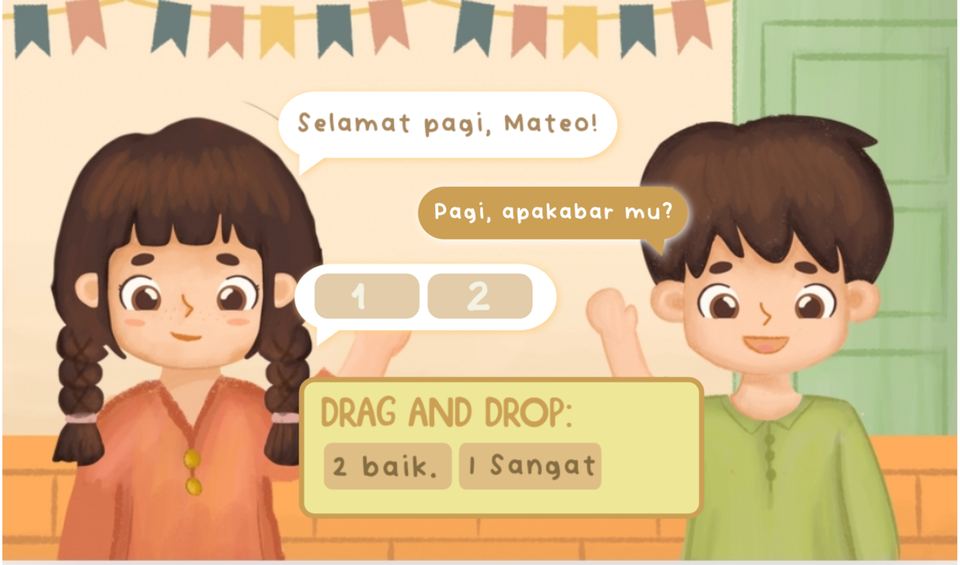 Selamat pagi, Mateo!
Pagi, apakabar mu?
1 2
DRAG AND DROP:
2 baik. 1 Sangat